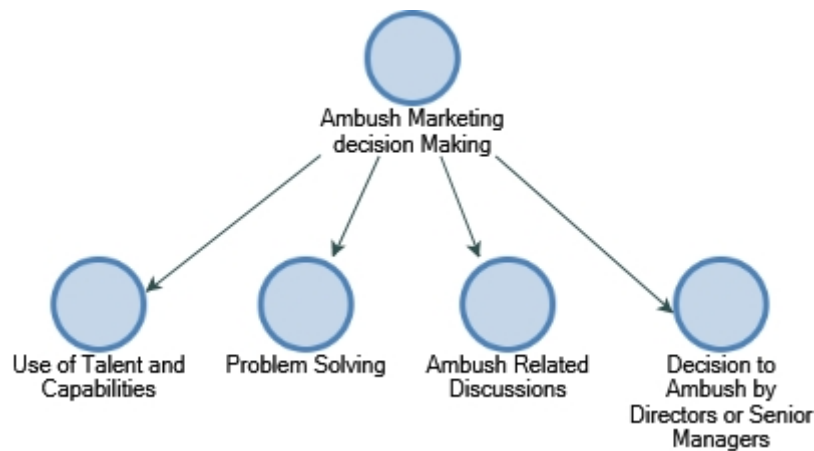 Ambush Marketing
decision Making
Use of Talent and
Capabilities
Problem Solving
Ambush Related
Discussions
Decision to
Ambush by
Directors or Senior
Managers